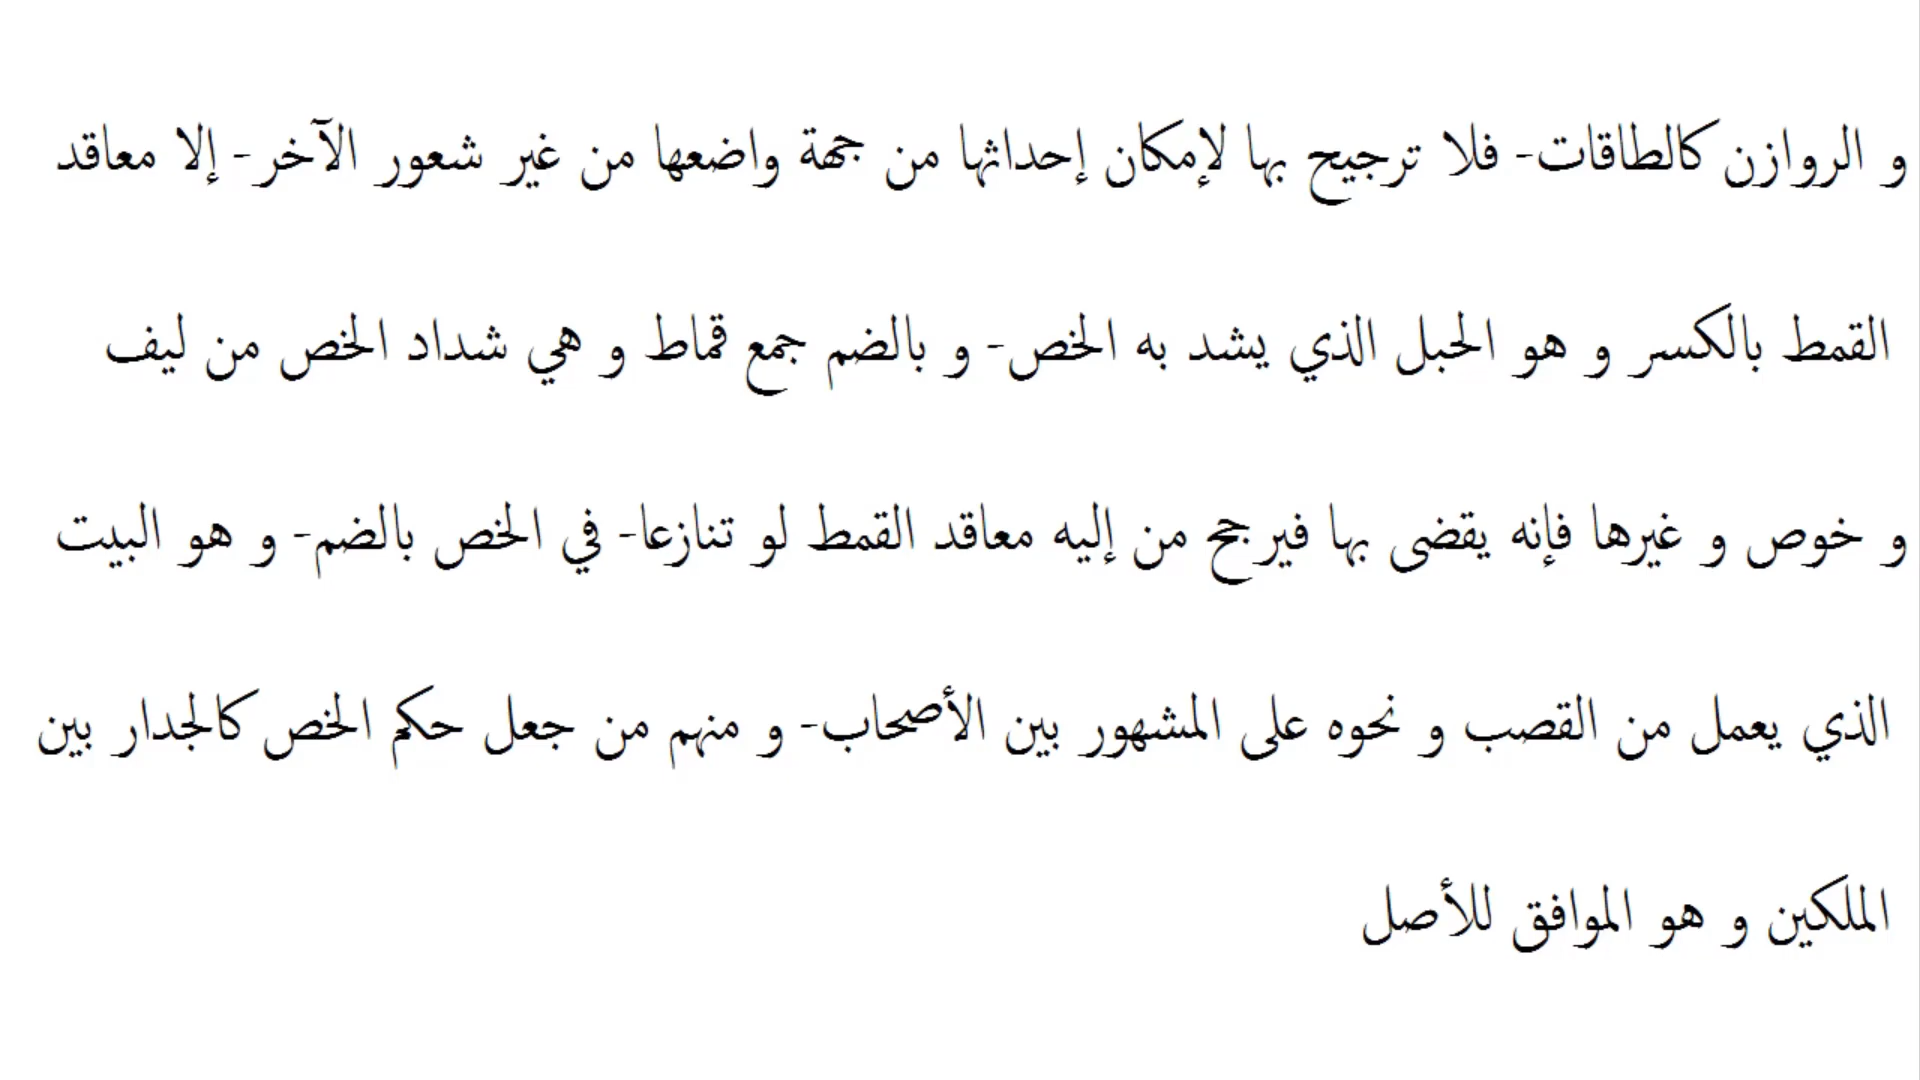 و الروازن كالطاقات- فلا ترجيح بها لإمكان إحداثها من جهة واضعها من غير شعور الآخر- إلا معاقد
القمط بالكسر و هو الحبل الذي يشد به الخص- و بالضم جمع قماط و هي شداد الخص من ليف
و خوص و غيرها فإنه يقضى بها فيرجح من إليه معاقد القمط لو تنازعا- في الخص بالضم- و هو البيت
الذي يعمل من القصب و نحوه على المشهور بين الأصحاب- و منهم من جعل حكم الخص كالجدار بين
الملكين و هو الموافق للأصل